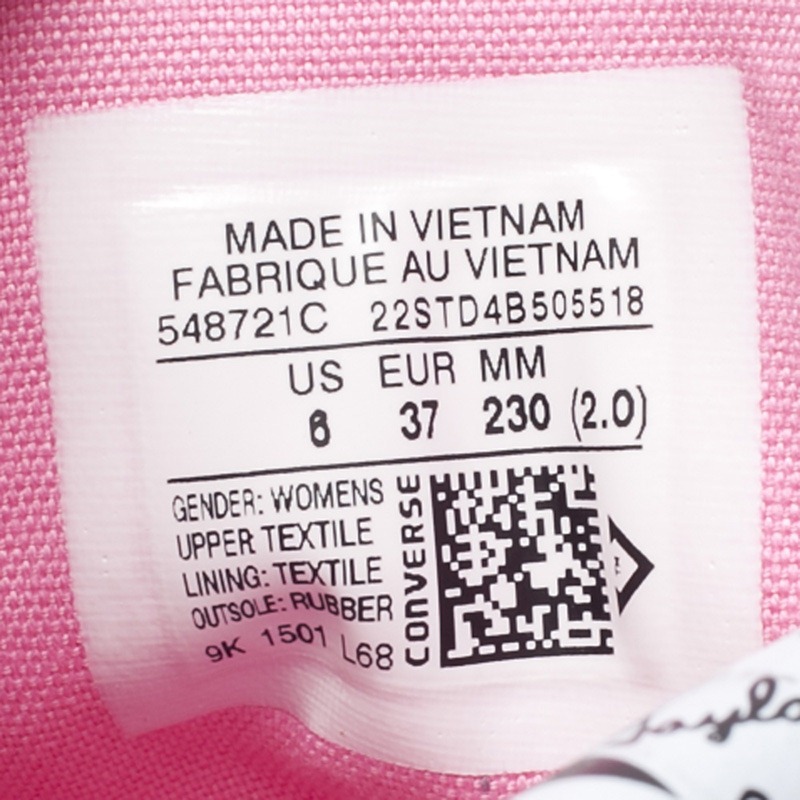 MADE IN VIETNAM
FABRIQUE AU VIETNAM
548721C 22STD4B505518
US EUR MM
6 37 230 (2.0)
GENDER: WOMENS
UPPER TEXTILE
LINING: TEXTILE
OUTSOLE: RUBBER
9K 1501 L68
CONVERSE